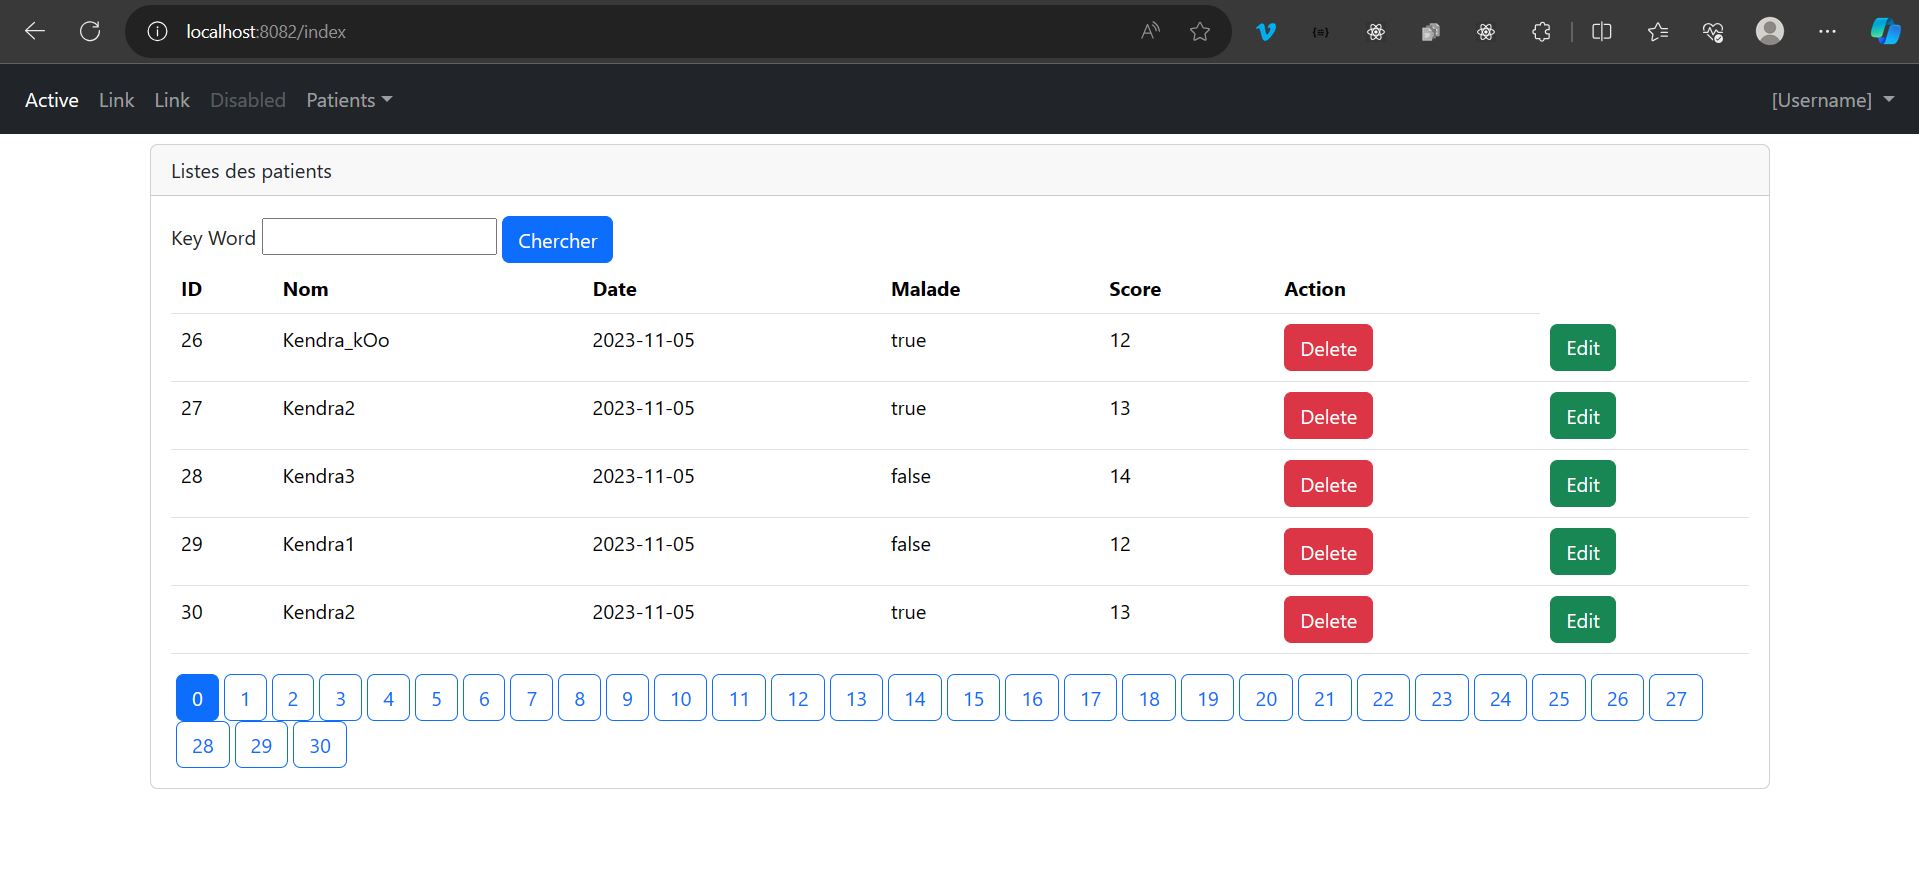 localhost:8082/index
Active Link Link Disabled Patients [Username]
Listes des patients
Key Word Chercher
ID Nom Date Malade Score Action
26 Kendra_kOo 2023-11-05 true 12 Delete Edit
27 Kendra2 2023-11-05 true 13 Delete Edit
28 Kendra3 2023-11-05 false 14 Delete Edit
29 Kendra1 2023-11-05 false 12 Delete Edit
30 Kendra2 2023-11-05 true 13 Delete Edit
0 1 2 3 4 5 6 7 8 9 10 11 12 13 14 15 16 17 18 19 20 21 22 23 24 25 26 27
28 29 30